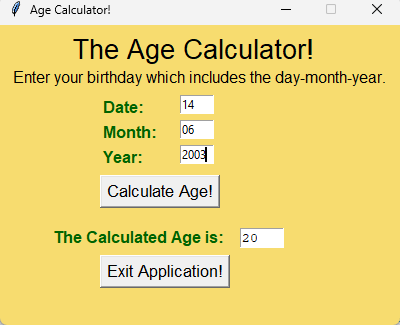 Age Calculator!
The Age Calculator!
Enter your birthday which includes the day-month-year.
Date: 14
Month: 06
Year: 2003
Calculate Age!
The Calculated Age is: 20
Exit Application!